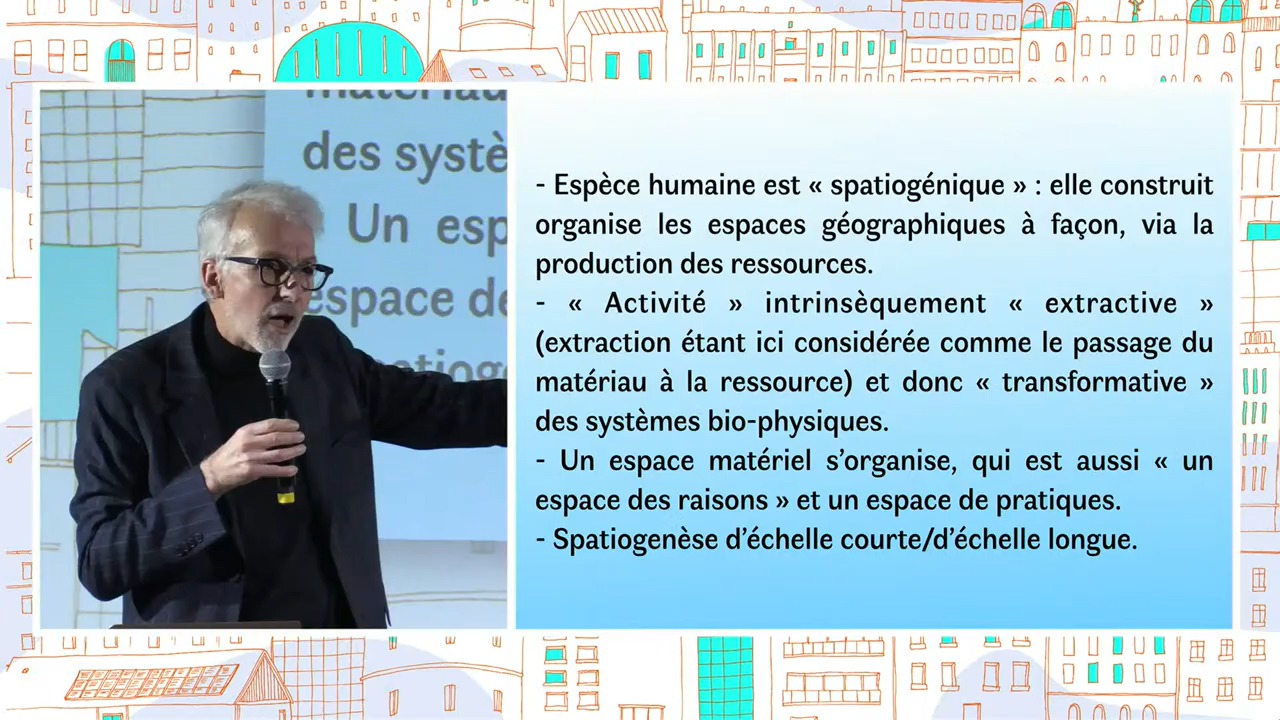 matériau
des systè
Un esp
espace de
- Espèce humaine est « spatiogénique » : elle construit
organise les espaces géographiques à façon, via la
production des ressources.
- « Activité » intrinsèquement « extractive »
(extraction étant ici considérée comme le passage du
matériau à la ressource) et donc « transformative »
des systèmes bio-physiques.
- Un espace matériel s’organise, qui est aussi « un
espace des raisons » et un espace de pratiques.
- Spatiogenèse d’échelle courte/d’échelle longue.